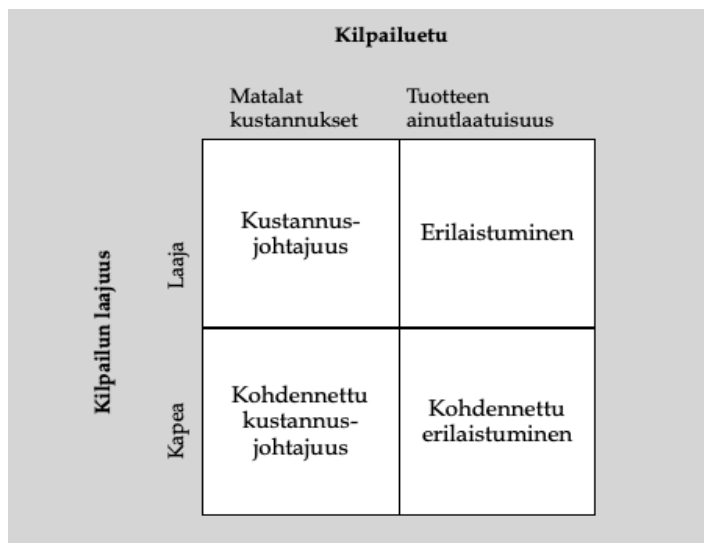 Kilpailuetu
Matalat
kustannukset
Tuotteen
ainutlaatuisuus
Kilpailun laajuus
Laaja
Kustannus-
johtajuus
Erilaistuminen
Kapea
Kohdennettu
kustannus-
johtajuus
Kohdennettu
erilaistuminen